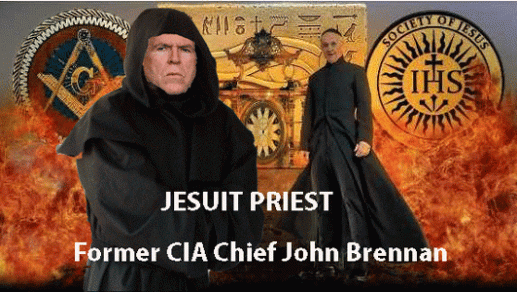 G
SOCIETY OF JESUS
IHS
JESUIT PRIEST
Former CIA Chief John Brennan